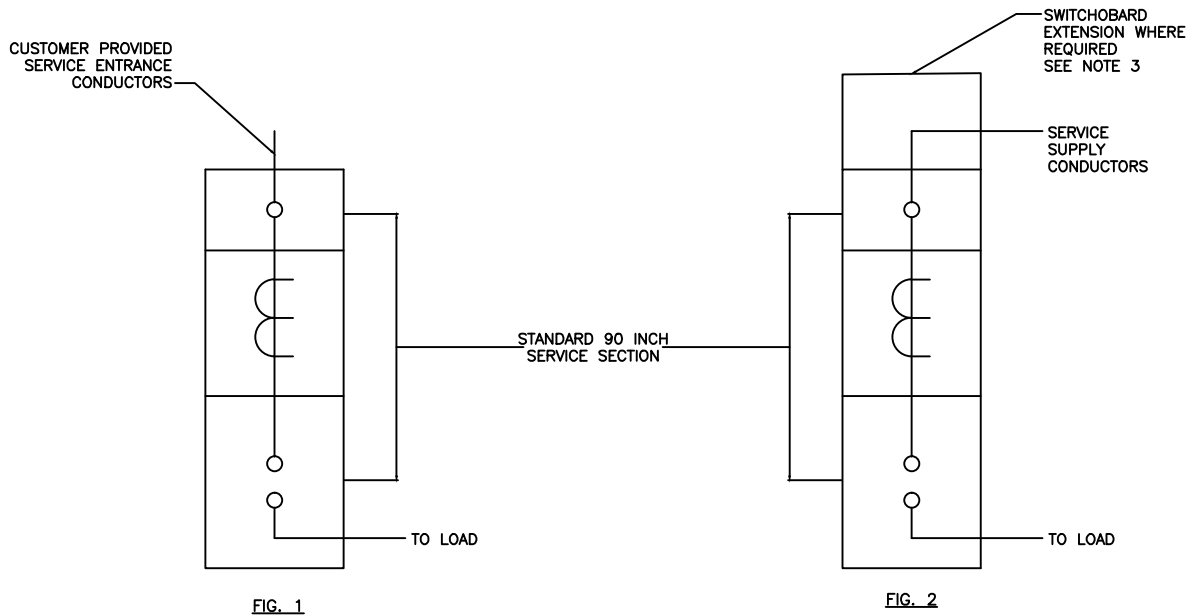 CUSTOMER PROVIDED
SERVICE ENTRANCE
CONDUCTORS
SWITCHOBARD
EXTENSION WHERE
REQUIRED
SEE NOTE 3
SERVICE
SUPPLY
CONDUCTORS
STANDARD 90 INCH
SERVICE SECTION
TO LOAD
TO LOAD
FIG. 1
FIG. 2